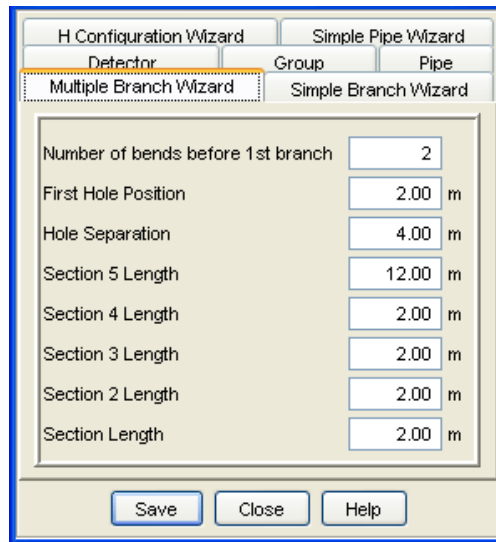 H Configuration Wizard Simple Pipe Wizard
Detector Group Pipe
Multiple Branch Wizard Simple Branch Wizard
Number of bends before 1st branch 2
First Hole Position 2.00 m
Hole Separation 4.00 m
Section 5 Length 12.00 m
Section 4 Length 2.00 m
Section 3 Length 2.00 m
Section 2 Length 2.00 m
Section Length 2.00 m
Save Close Help